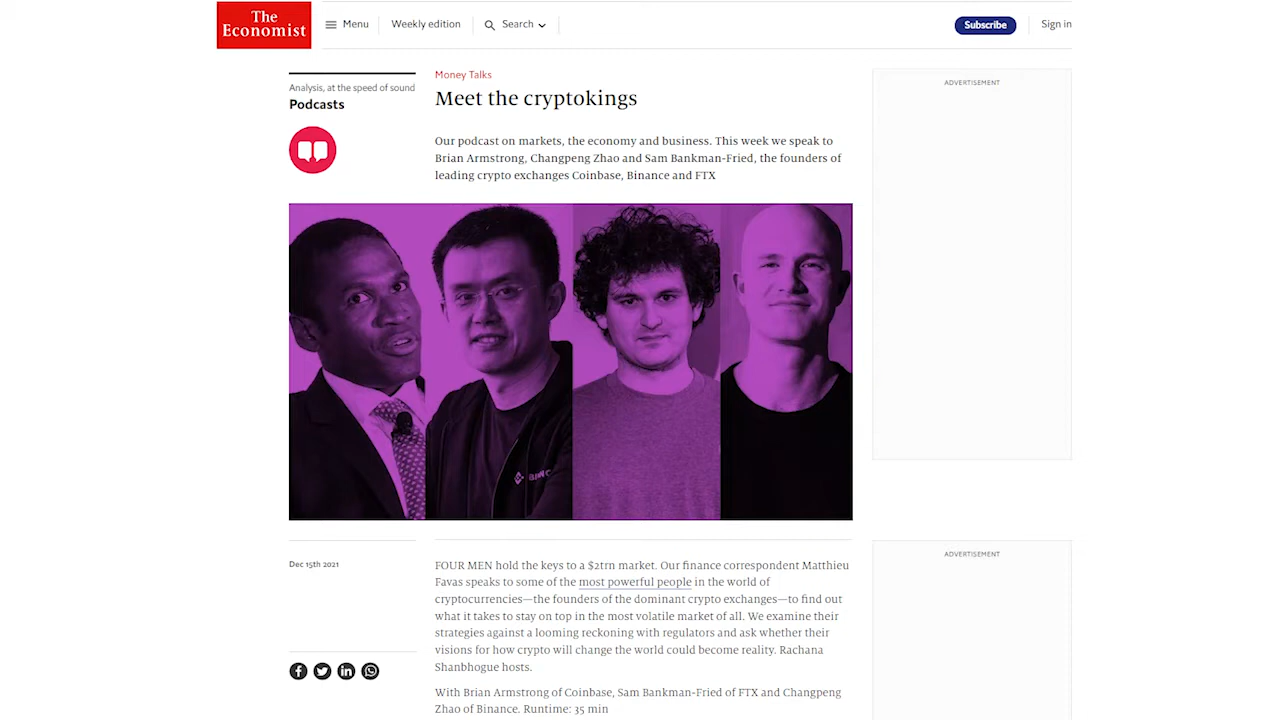 The
Economist
Menu
Weekly edition
Search
Subscribe
Sign in
Analysis, at the speed of sound
Podcasts
Money Talks
Meet the cryptokings
Our podcast on markets, the economy and business. This week we speak to
Brian Armstrong, Changpeng Zhao and Sam Bankman-Fried, the founders of
leading crypto exchanges Coinbase, Binance and FTX
ADVERTISEMENT
Dec 15th 2021
FOUR MEN hold the keys to a $2trn market. Our finance correspondent Matthieu
Favas speaks to some of the most powerful people in the world of
cryptocurrencies—the founders of the dominant crypto exchanges—to find out
what it takes to stay on top in the most volatile market of all. We examine their
strategies against a looming reckoning with regulators and ask whether their
visions for how crypto will change the world could become reality. Rachana
Shanbhogue hosts.
With Brian Armstrong of Coinbase, Sam Bankman-Fried of FTX and Changpeng
Zhao of Binance. Runtime: 35 min
ADVERTISEMENT